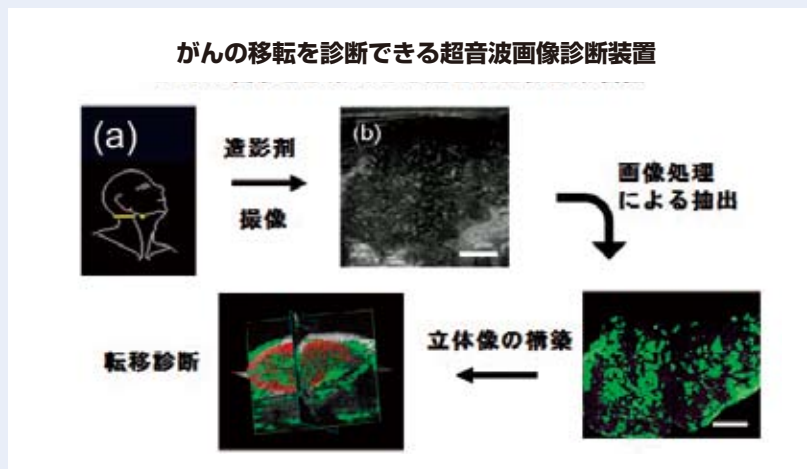 がんの移転を診断できる超音波画像診断装置
(a)
造影剤
撮像
(b)
画像処理
による抽出
立体像の構築
転移診断